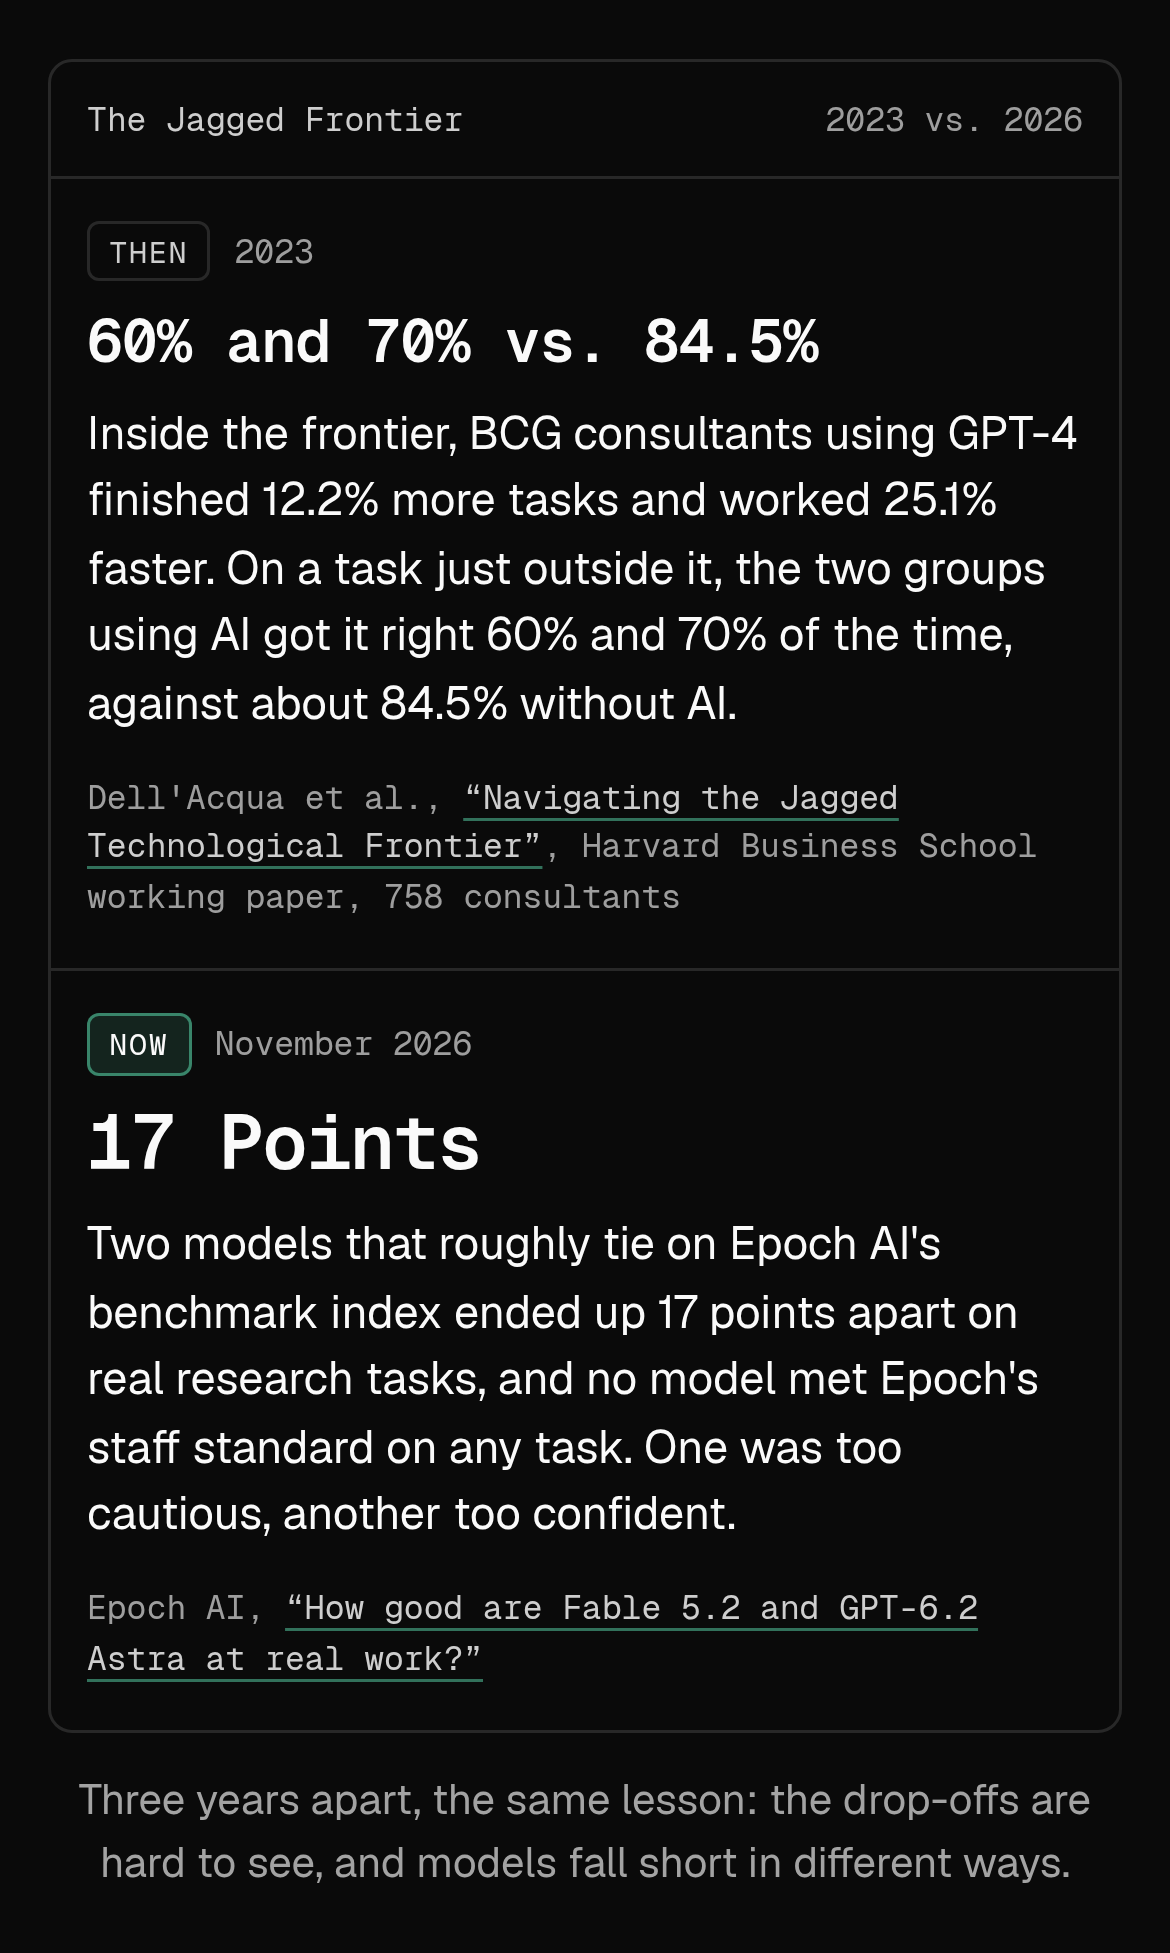 The Jagged Frontier
2023 vs. 2026
THEN
2023
60% and 70% vs. 84.5%
Inside the frontier, BCG consultants using GPT-4
finished 12.2% more tasks and worked 25.1%
faster. On a task just outside it, the two groups
using AI got it right 60% and 70% of the time,
against about 84.5% without AI.
Dell'Acqua et al., “Navigating the Jagged
Technological Frontier”, Harvard Business School
working paper, 758 consultants
NOW
November 2026
17 Points
Two models that roughly tie on Epoch AI's
benchmark index ended up 17 points apart on
real research tasks, and no model met Epoch's
staff standard on any task. One was too
cautious, another too confident.
Epoch AI, “How good are Fable 5.2 and GPT-6.2
Astra at real work?”
Three years apart, the same lesson: the drop-offs are
hard to see, and models fall short in different ways.